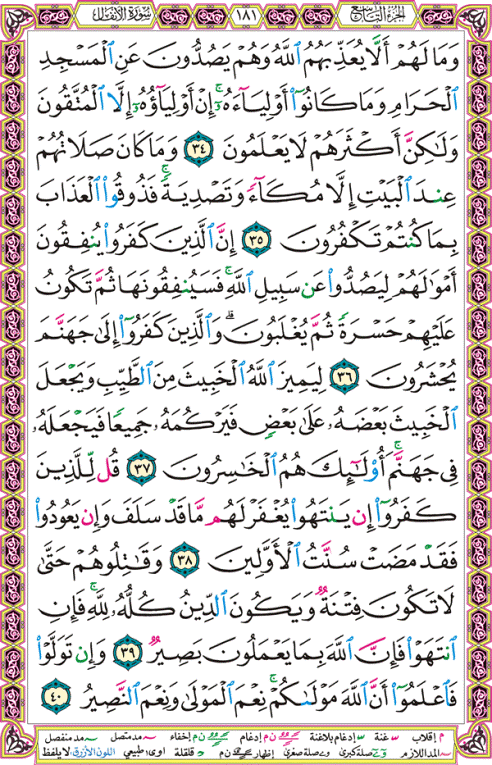 الجزء التاسع ١٨١ سورة الأنفال
وَمَا لَهُمْ أَلَّا يُعَذِّبَهُمُ ٱللَّهُ وَهُمْ يَصُدُّونَ عَنِ ٱلْمَسْجِدِ
ٱلْحَرَامِ وَمَا كَانُوٓا۟ أَوْلِيَآءَهُۥٓ ۚ إِنْ أَوْلِيَآؤُهُۥٓ إِلَّا ٱلْمُتَّقُونَ
وَلَـٰكِنَّ أَكْثَرَهُمْ لَا يَعْلَمُونَ ٣٤ وَمَا كَانَ صَلَاتُهُمْ
عِندَ ٱلْبَيْتِ إِلَّا مُكَآءً وَتَصْدِيَةً ۚ فَذُوقُوا۟ ٱلْعَذَابَ
بِمَا كُنتُمْ تَكْفُرُونَ ٣٥ إِنَّ ٱلَّذِينَ كَفَرُوا۟ يُنفِقُونَ
أَمْوَٰلَهُمْ لِيَصُدُّوا۟ عَن سَبِيلِ ٱللَّهِ ۚ فَسَيُنفِقُونَهَا ثُمَّ تَكُونُ
عَلَيْهِمْ حَسْرَةً ثُمَّ يُغْلَبُونَ ۗ وَٱلَّذِينَ كَفَرُوٓا۟ إِلَىٰ جَهَنَّمَ
يُحْشَرُونَ ٣٦ لِيَمِيزَ ٱللَّهُ ٱلْخَبِيثَ مِنَ ٱلطَّيِّبِ وَيَجْعَلَ
ٱلْخَبِيثَ بَعْضَهُۥ عَلَىٰ بَعْضٍ فَيَرْكُمَهُۥ جَمِيعًا فَيَجْعَلَهُۥ
فِى جَهَنَّمَ ۚ أُو۟لَـٰٓئِكَ هُمُ ٱلْخَـٰسِرُونَ ٣٧ قُل لِّلَّذِينَ
كَفَرُوٓا۟ إِن يَنتَهُوا۟ يُغْفَرْ لَهُم مَّا قَدْ سَلَفَ وَإِن يَعُودُوا۟
فَقَدْ مَضَتْ سُنَّتُ ٱلْأَوَّلِينَ ٣٨ وَقَـٰتِلُوهُمْ حَتَّىٰ
لَا تَكُونَ فِتْنَةٌ وَيَكُونَ ٱلدِّينُ كُلُّهُۥ لِلَّهِ ۚ فَإِنِ
ٱنتَهَوْا۟ فَإِنَّ ٱللَّهَ بِمَا يَعْمَلُونَ بَصِيرٌ ٣٩ وَإِن تَوَلَّوْا۟
فَٱعْلَمُوٓا۟ أَنَّ ٱللَّهَ مَوْلَىٰكُمْ ۚ نِعْمَ ٱلْمَوْلَىٰ وَنِعْمَ ٱلنَّصِيرُ ٤٠
م إقلاب غنة إدغام بلاغنة ن م إدغام ن م إخفاء مد متصل مد منفصل
المد اللازم صلة كبرى صلة صغرى إظهار ن م قلقلة اوى: طبيعي اللون الأزرق: لا يلفظ